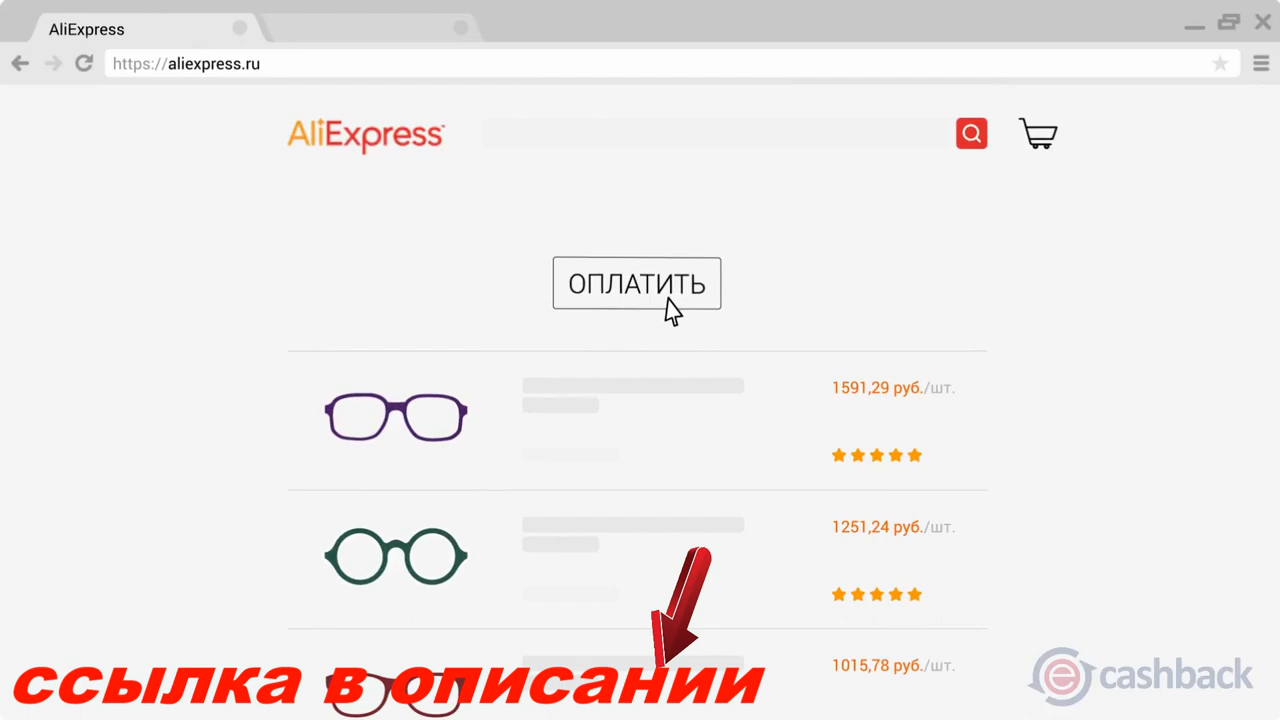 AliExpress
https://aliexpress.ru
AliExpress™
ОПЛАТИТЬ
1591,29 руб./шт.
1251,24 руб./шт.
1015,78 руб./шт.
ссылка в описании
e cashback